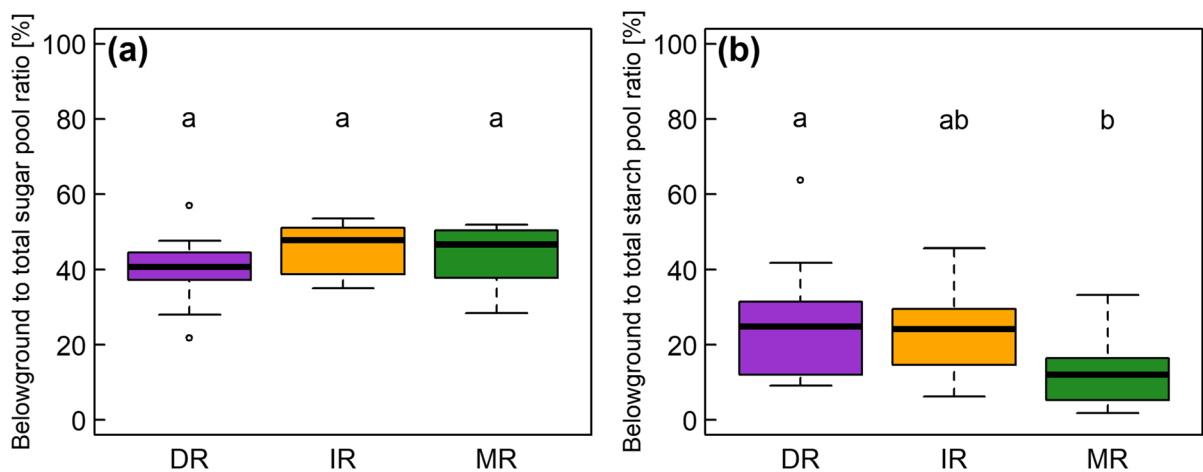 Belowground to total sugar pool ratio [%]
(a)
100
80
60
40
20
0
a a a
DR IR MR
Belowground to total starch pool ratio [%]
(b)
100
80
60
40
20
0
a ab b
DR IR MR